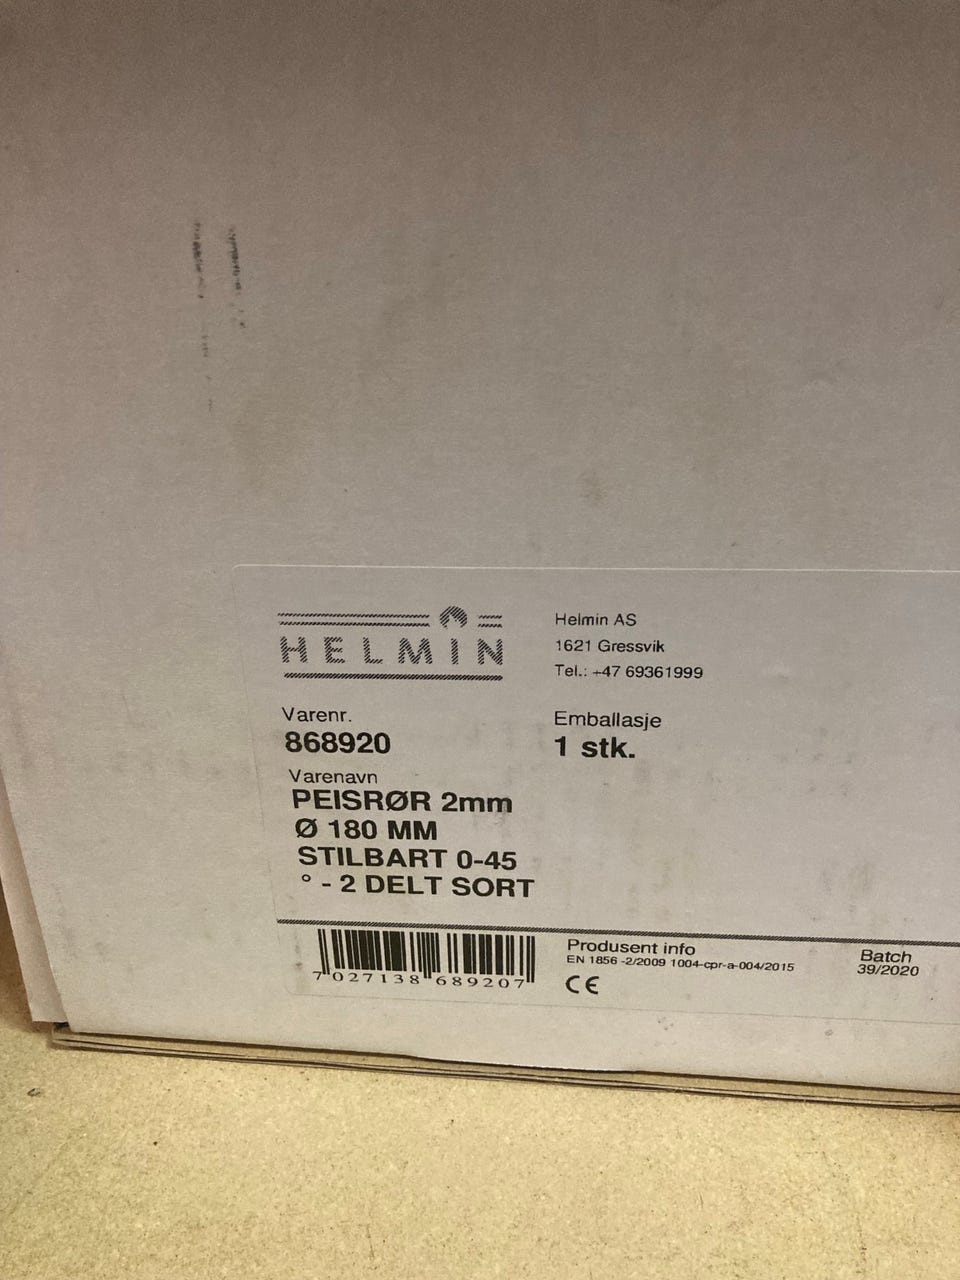 HELMIN
Helmin AS
1621 Gressvik
Tel.: +47 69361999
Varenr.
868920
Emballasje
1 stk.
Varenavn
PEISRØR 2mm
Ø 180 MM
STILBART 0-45
° - 2 DELT SORT
7 027138 689207
Produsent info
EN 1856 -2/2009 1004-cpr-a-004/2015
CE
Batch
39/2020